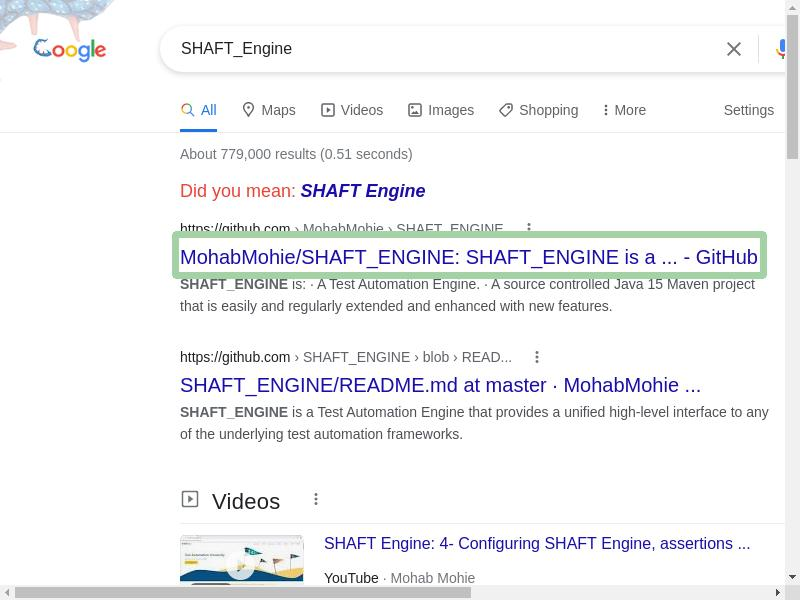 Google
SHAFT_Engine
All Maps Videos Images Shopping More Settings
About 779,000 results (0.51 seconds)
Did you mean: SHAFT Engine
https://github.com › MohabMohie › SHAFT_ENGINE
MohabMohie/SHAFT_ENGINE: SHAFT_ENGINE is a ... - GitHub
SHAFT_ENGINE is: · A Test Automation Engine. · A source controlled Java 15 Maven project
that is easily and regularly extended and enhanced with new features.
https://github.com › SHAFT_ENGINE › blob › READ...
SHAFT_ENGINE/README.md at master · MohabMohie ...
SHAFT_ENGINE is a Test Automation Engine that provides a unified high-level interface to any
of the underlying test automation frameworks.
Videos
SHAFT Engine: 4- Configuring SHAFT Engine, assertions ...
YouTube · Mohab Mohie